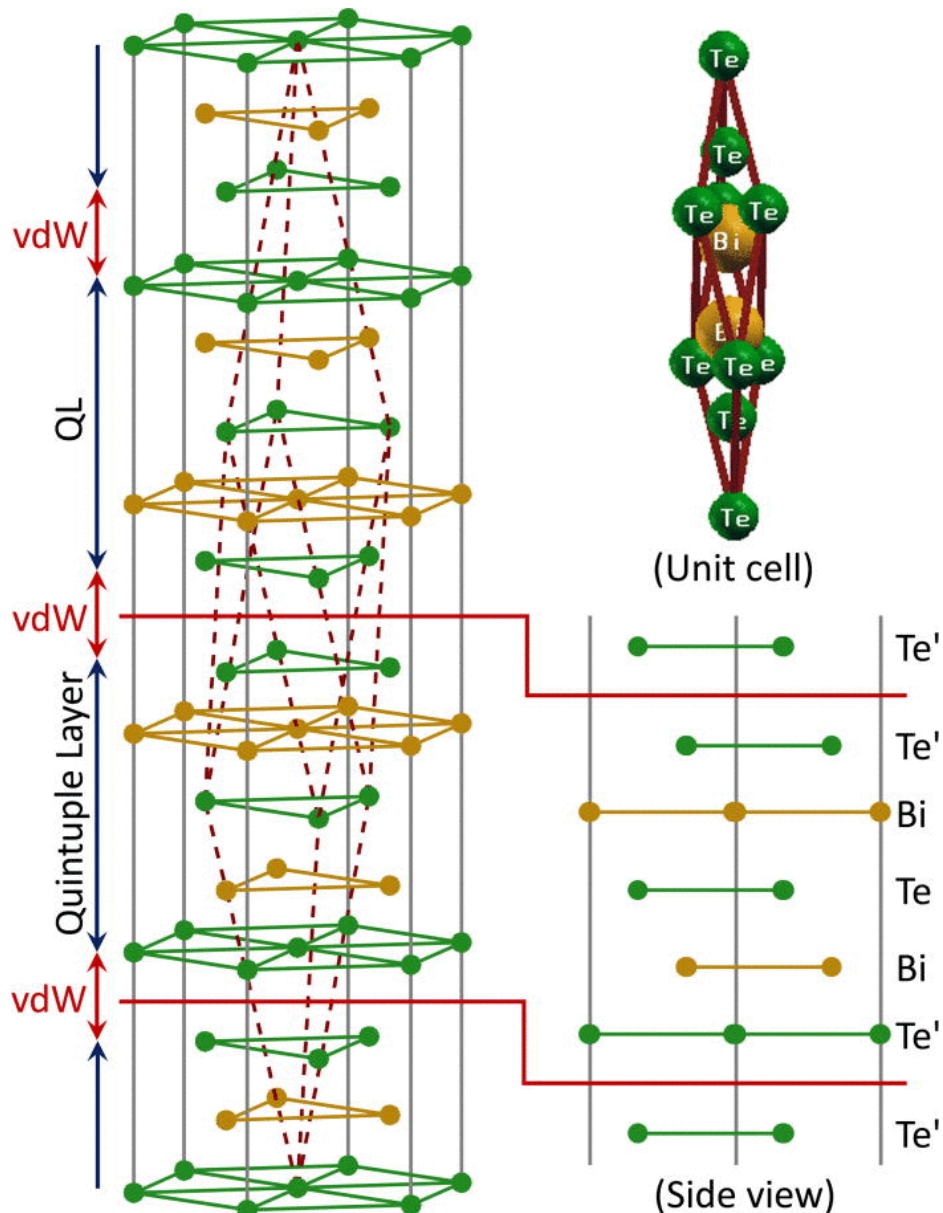 vdW
QL
vdW
Quintuple Layer
vdW
Te
Te
Te
Te
Bi
Bi
Te
Te
e
Te
Te
(Unit cell)
Te'
Te'
Bi
Te
Bi
Te'
Te'
(Side view)